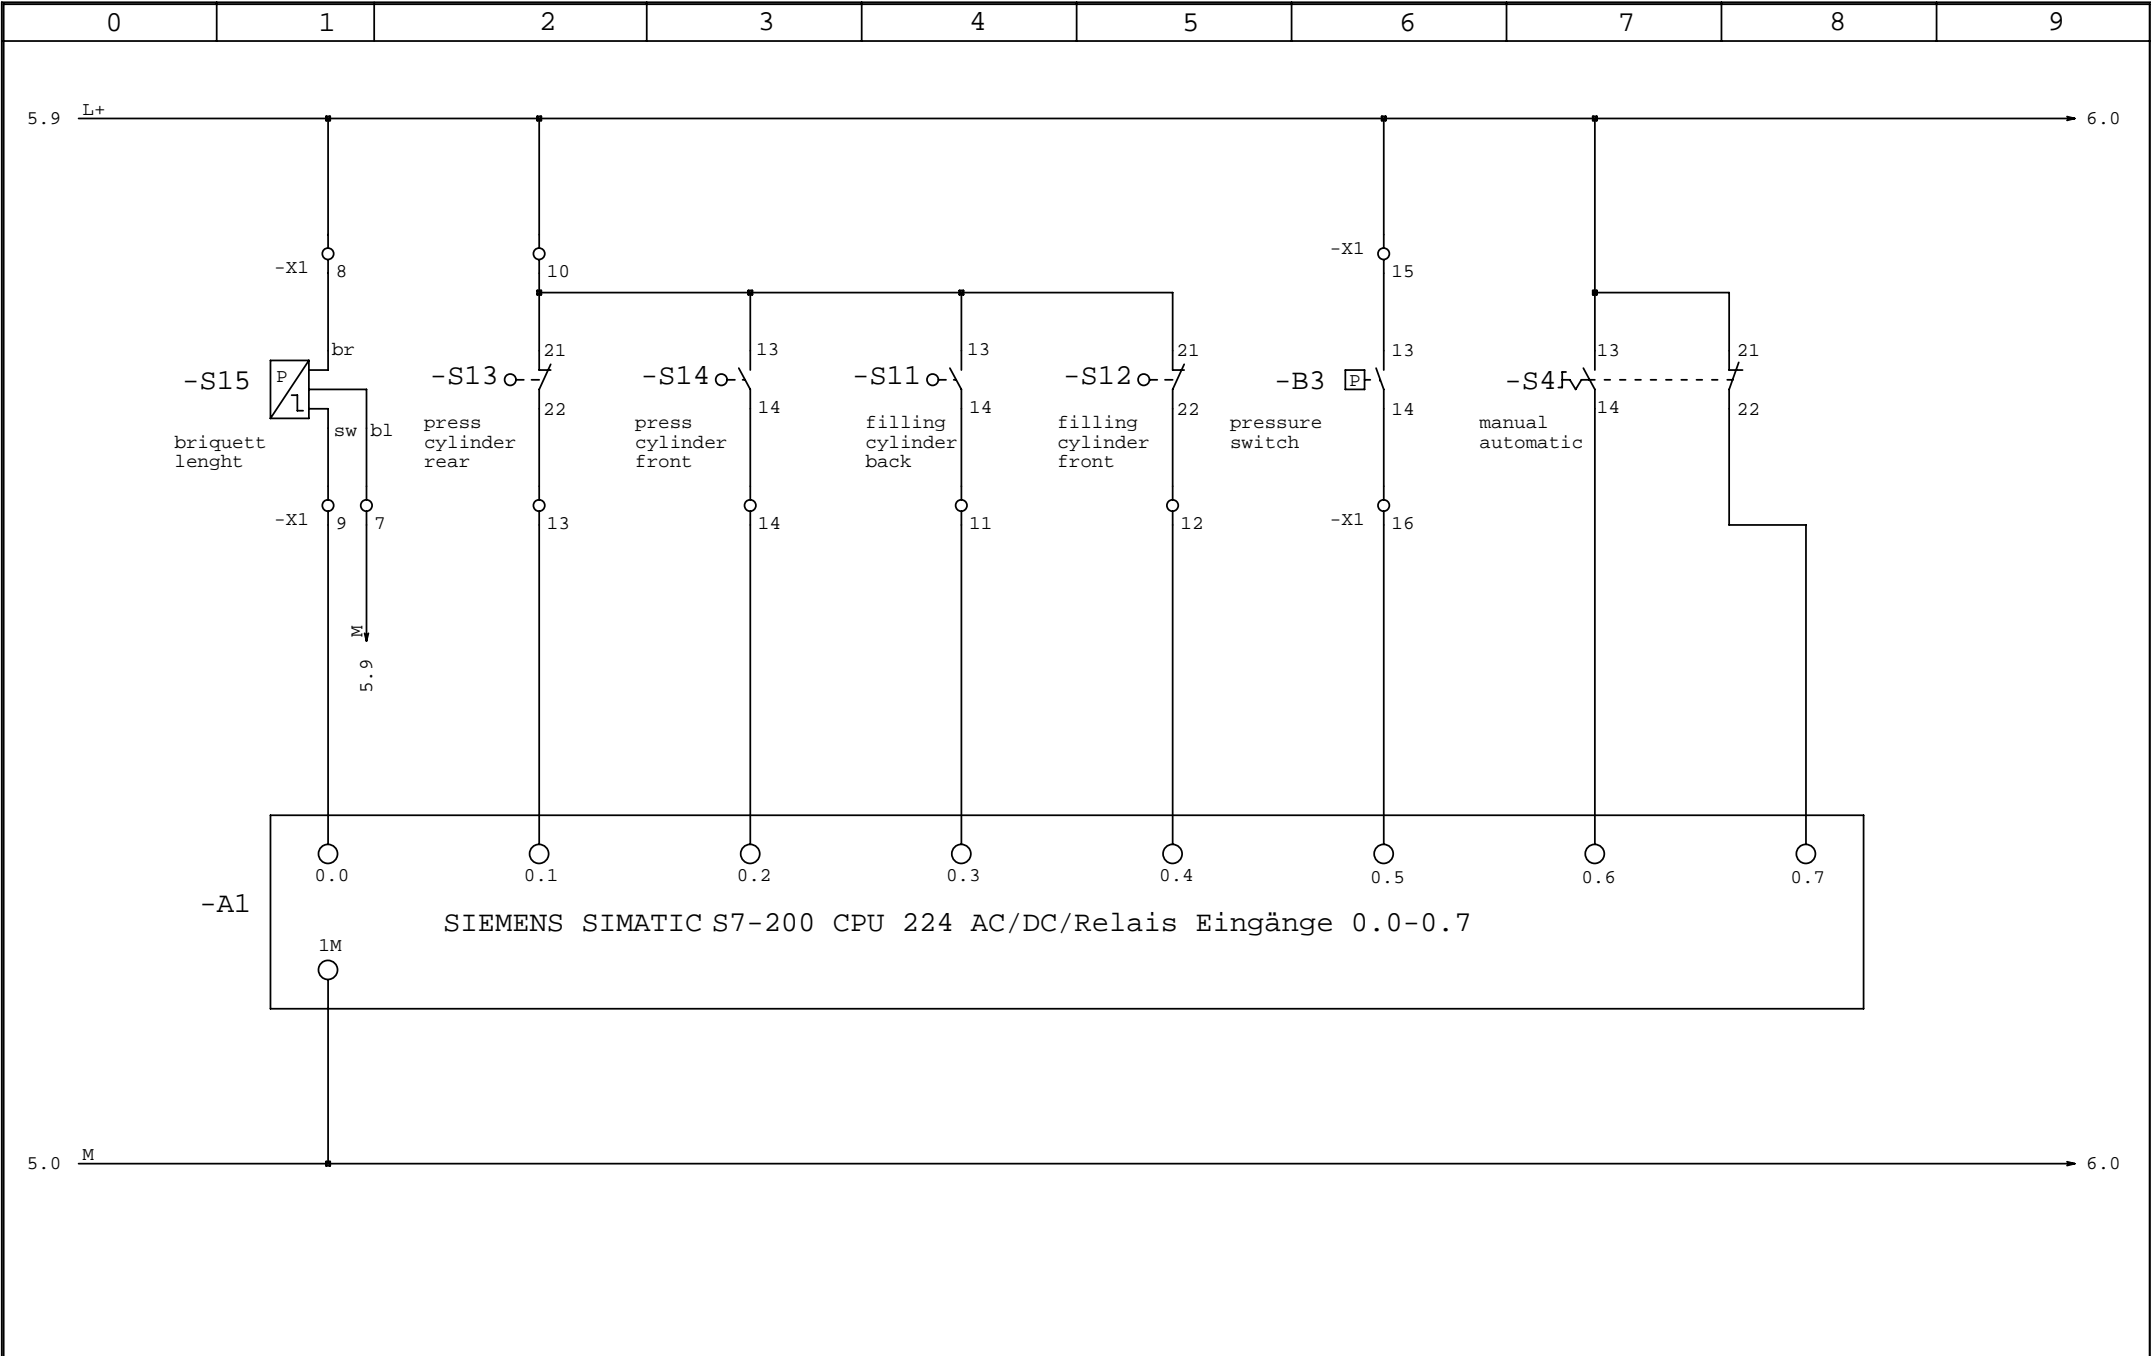 0 1 2 3 4 5 6 7 8 9
L+
5.9 6.0
-X1 8 10 -X1 15
br 21 13 13 21 13 13 21
-S15 P -S13 -S14 -S11 -S12 -B3 P -S4
22 14 14 22 14 14 22
sw bl
briquett
lenght
press
cylinder
rear
press
cylinder
front
filling
cylinder
back
filling
cylinder
front
pressure
switch
manual
automatic
-X1 9 7 13 14 11 12 -X1 16
M
5.9
0.0 0.1 0.2 0.3 0.4 0.5 0.6 0.7
-A1
SIEMENS SIMATIC S7-200 CPU 224 AC/DC/Relais Eingänge 0.0-0.7
1M
M
5.0 6.0